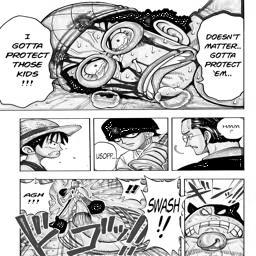 DOESN'T
MATTER..
GOTTA
PROTECT
'EM...
I
GOTTA
PROTECT
THOSE
KIDS
!!!
USOPP...
SWASH
!!
AGH
!!!